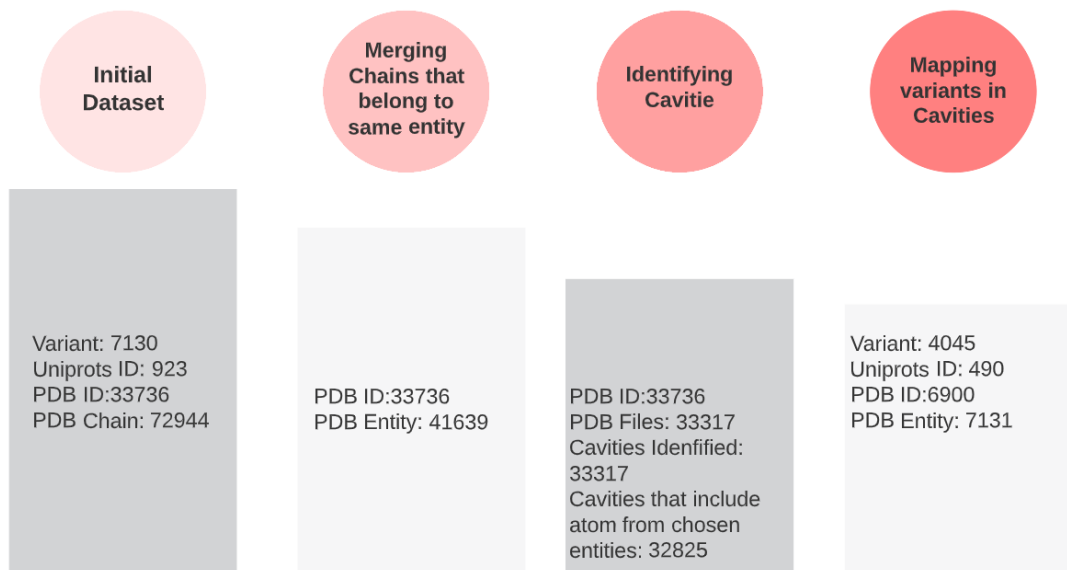 Initial
Dataset
Merging
Chains that
belong to
same entity
Identifying
Cavitie
Mapping
variants in
Cavities
Variant: 7130
Uniprots ID: 923
PDB ID:33736
PDB Chain: 72944
PDB ID:33736
PDB Entity: 41639
PDB ID:33736
PDB Files: 33317
Cavities Idenfified:
33317
Cavities that include
atom from chosen
entities: 32825
Variant: 4045
Uniprots ID: 490
PDB ID:6900
PDB Entity: 7131